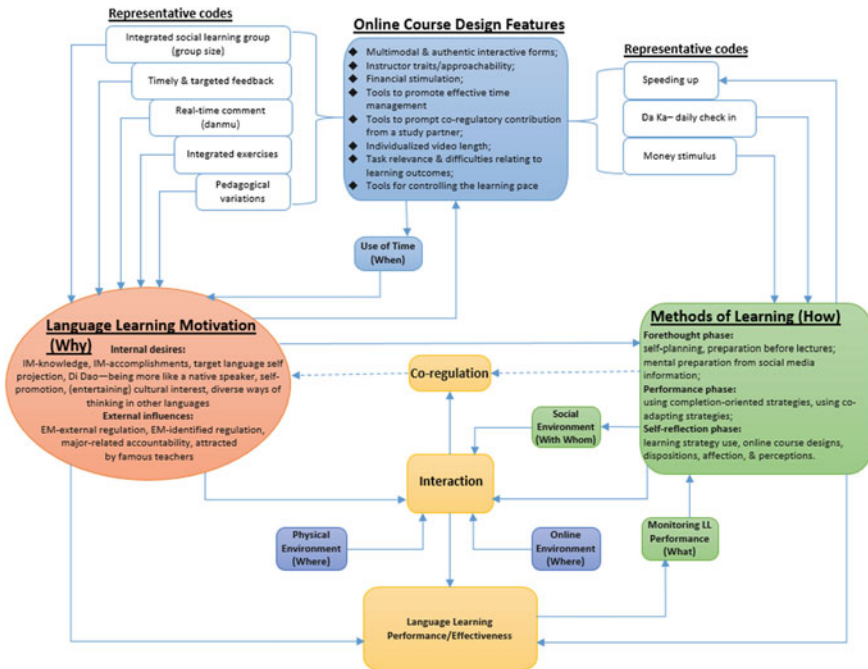 Representative codes
Integrated social learning group
(group size)
Timely & targeted feedback
Real-time comment
(danmu)
Integrated exercises
Pedagogical
variations
Online Course Design Features
◆ Multimodal & authentic interactive forms;
◆ Instructor traits/approachability;
◆ Financial stimulation;
◆ Tools to promote effective time
management
◆ Tools to prompt co-regulatory contribution
from a study partner;
◆ Individualized video length;
◆ Task relevance & difficulties relating to
learning outcomes;
◆ Tools for controlling the learning pace
Representative codes
Speeding up
Da Ka– daily check in
Money stimulus
Use of Time
(When)
Language Learning Motivation
(Why)
Internal desires:
IM-knowledge, IM-accomplishments, target language self
projection, Di Dao—being more like a native speaker, self-
promotion, (entertaining) cultural interest, diverse ways of
thinking in other languages
External influences:
EM-external regulation, EM-identified regulation,
major-related accountability, attracted
by famous teachers
Co-regulation
Social
Environment
(With Whom)
Methods of Learning (How)
Forethought phase:
self-planning, preparation before lectures;
mental preparation from social media
information;
Performance phase:
using completion-oriented strategies, using co-
adapting strategies;
Self-reflection phase:
learning strategy use, online course designs,
dispositions, affection, & perceptions.
Interaction
Physical
Environment
(Where)
Online
Environment
(Where)
Monitoring LL
Performance
(What)
Language Learning
Performance/Effectiveness